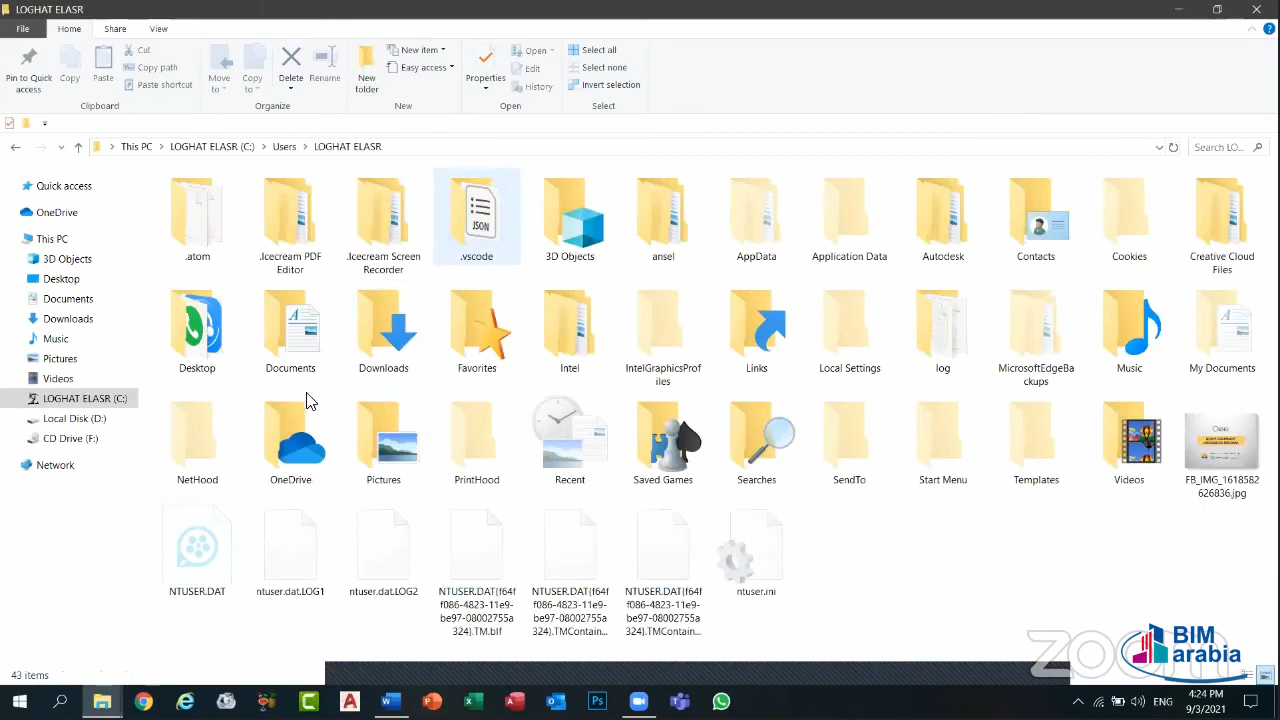 LOGHAT ELASR
File Home Share View
Pin to Quick access
Copy
Paste
Cut
Copy path
Paste shortcut
Clipboard
Move to
Copy to
Delete
Rename
Organize
New folder
New item
Easy access
New
Properties
Open
Edit
History
Open
Select all
Select none
Invert selection
Select
This PC > LOGHAT ELASR (C:) > Users > LOGHAT ELASR
Search LO...
Quick access
OneDrive
This PC
3D Objects
Desktop
Documents
Downloads
Music
Pictures
Videos
LOGHAT ELASR (C:)
Local Disk (D:)
CD Drive (F:)
Network
.atom
.Icecream PDF Editor
.Icecream Screen Recorder
JSON
.vscode
3D Objects
ansel
AppData
Application Data
Autodesk
Contacts
Cookies
Creative Cloud Files
Desktop
Documents
Downloads
Favorites
Intel
IntelGraphicsProfiles
Links
Local Settings
log
MicrosoftEdgeBackups
Music
My Documents
NetHood
OneDrive
Pictures
PrintHood
Recent
Saved Games
Searches
SendTo
Start Menu
Templates
Videos
FB_IMG_1618582626836.jpg
NTUSER.DAT
ntuser.dat.LOG1
ntuser.dat.LOG2
NTUSER.DAT{f64ff086-4823-11e9-be97-08002755a324}.TM.blf
NTUSER.DAT{f64ff086-4823-11e9-be97-08002755a324}.TMContain...
NTUSER.DAT{f64ff086-4823-11e9-be97-08002755a324}.TMContain...
ntuser.ini
43 items
zoom
BIM
arabia
ENG
4:24 PM
9/3/2021